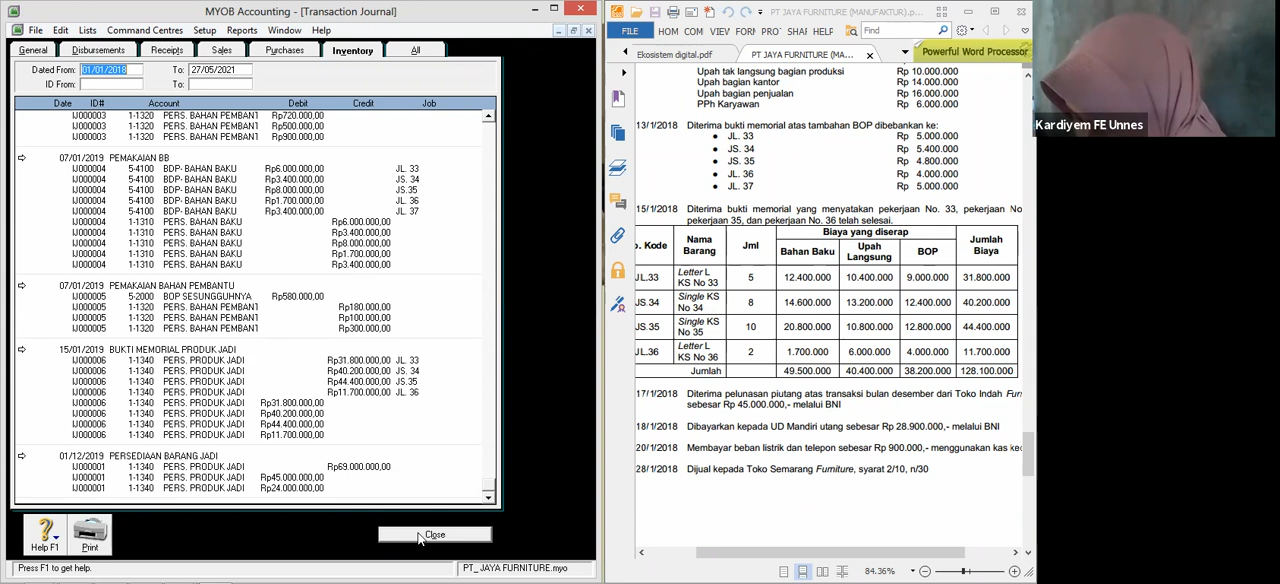 MYOB Accounting - [Transaction Journal]
File Edit Lists Command Centres Setup Reports Window Help
General Disbursements Receipts Sales Purchases Inventory All
Dated From: 01/01/2018 To: 27/05/2021
ID From: To:
Date ID# Account Debit Credit Job
IJ000003 1-1320 PERS. BAHAN PEMBANT Rp720.000,00
IJ000003 1-1320 PERS. BAHAN PEMBANT Rp500.000,00
IJ000003 1-1320 PERS. BAHAN PEMBANT Rp900.000,00
07/01/2019 PEMAKAIAN BB
IJ000004 5-4100 BDP- BAHAN BAKU Rp6.000.000,00 JL. 33
IJ000004 5-4100 BDP- BAHAN BAKU Rp3.400.000,00 JS. 34
IJ000004 5-4100 BDP- BAHAN BAKU Rp8.000.000,00 JS.35
IJ000004 5-4100 BDP- BAHAN BAKU Rp1.700.000,00 JL. 36
IJ000004 5-4100 BDP- BAHAN BAKU Rp3.400.000,00 JL. 37
IJ000004 1-1310 PERS. BAHAN BAKU Rp6.000.000,00
IJ000004 1-1310 PERS. BAHAN BAKU Rp3.400.000,00
IJ000004 1-1310 PERS. BAHAN BAKU Rp8.000.000,00
IJ000004 1-1310 PERS. BAHAN BAKU Rp1.700.000,00
IJ000004 1-1310 PERS. BAHAN BAKU Rp3.400.000,00
07/01/2019 PEMAKAIAN BAHAN PEMBANTU
IJ000005 5-2000 BOP SESUNGGUHNYA Rp580.000,00
IJ000005 1-1320 PERS. BAHAN PEMBANT Rp180.000,00
IJ000005 1-1320 PERS. BAHAN PEMBANT Rp100.000,00
IJ000005 1-1320 PERS. BAHAN PEMBANT Rp300.000,00
15/01/2019 BUKTI MEMORIAL PRODUK JADI
IJ000006 1-1340 PERS. PRODUK JADI Rp31.800.000,00 JL. 33
IJ000006 1-1340 PERS. PRODUK JADI Rp40.200.000,00 JS. 34
IJ000006 1-1340 PERS. PRODUK JADI Rp44.400.000,00 JS.35
IJ000006 1-1340 PERS. PRODUK JADI Rp11.700.000,00 JL. 36
IJ000006 1-1340 PERS. PRODUK JADI Rp31.800.000,00
IJ000006 1-1340 PERS. PRODUK JADI Rp40.200.000,00
IJ000006 1-1340 PERS. PRODUK JADI Rp44.400.000,00
IJ000006 1-1340 PERS. PRODUK JADI Rp11.700.000,00
01/12/2019 PERSEDIAAN BARANG JADI
IJ000001 1-1340 PERS. PRODUK JADI Rp69.000.000,00
IJ000001 1-1340 PERS. PRODUK JADI Rp45.000.000,00
IJ000001 1-1340 PERS. PRODUK JADI Rp24.000.000,00
Help F1 Print Close
Press F1 to get help. PT_ JAYA FURNITURE.myo
PT JAYA FURNITURE (MANUFAKTUR).p...
FILE HOM COM VIEV FORI PRO SHAF HELP Find
Ekosistem digital.pdf PT JAYA FURNITURE (MA... Powerful Word Processor
Upah tak langsung bagian produksi Rp 10.000.000
Upah bagian kantor Rp 14.000.000
Upah bagian penjualan Rp 16.000.000
PPh Karyawan Rp 6.000.000
13/1/2018 Diterima bukti memorial atas tambahan BOP dibebankan ke:
• JL. 33 Rp 5.000.000
• JS. 34 Rp 5.400.000
• JS. 35 Rp 4.800.000
• JL. 36 Rp 4.000.000
• JL. 37 Rp 5.000.000
15/1/2018 Diterima bukti memorial yang menyatakan pekerjaan No. 33, pekerjaan No
pekerjaan 35, dan pekerjaan No. 36 telah selesai.
o. Kode Nama Barang Jml Biaya yang diserap Jumlah Biaya
Bahan Baku Upah Langsung BOP
JL.33 Letter L KS No 33 5 12.400.000 10.400.000 9.000.000 31.800.000
JS.34 Single KS No 34 8 14.600.000 13.200.000 12.400.000 40.200.000
JS.35 Single KS No 35 10 20.800.000 10.800.000 12.800.000 44.400.000
JL.36 Letter L KS No 36 2 1.700.000 6.000.000 4.000.000 11.700.000
Jumlah 49.500.000 40.400.000 38.200.000 128.100.000
17/1/2018 Diterima pelunasan piutang atas transaksi bulan desember dari Toko Indah Furn
sebesar Rp 45.000.000,- melalui BNI
18/1/2018 Dibayarkan kepada UD Mandiri utang sebesar Rp 28.900.000,- melalui BNI
20/1/2018 Membayar beban listrik dan telepon sebesar Rp 900.000,- menggunakan kas kec
28/1/2018 Dijual kepada Toko Semarang Furniture, syarat 2/10, n/30
84.36%
Kardiyem FE Unnes